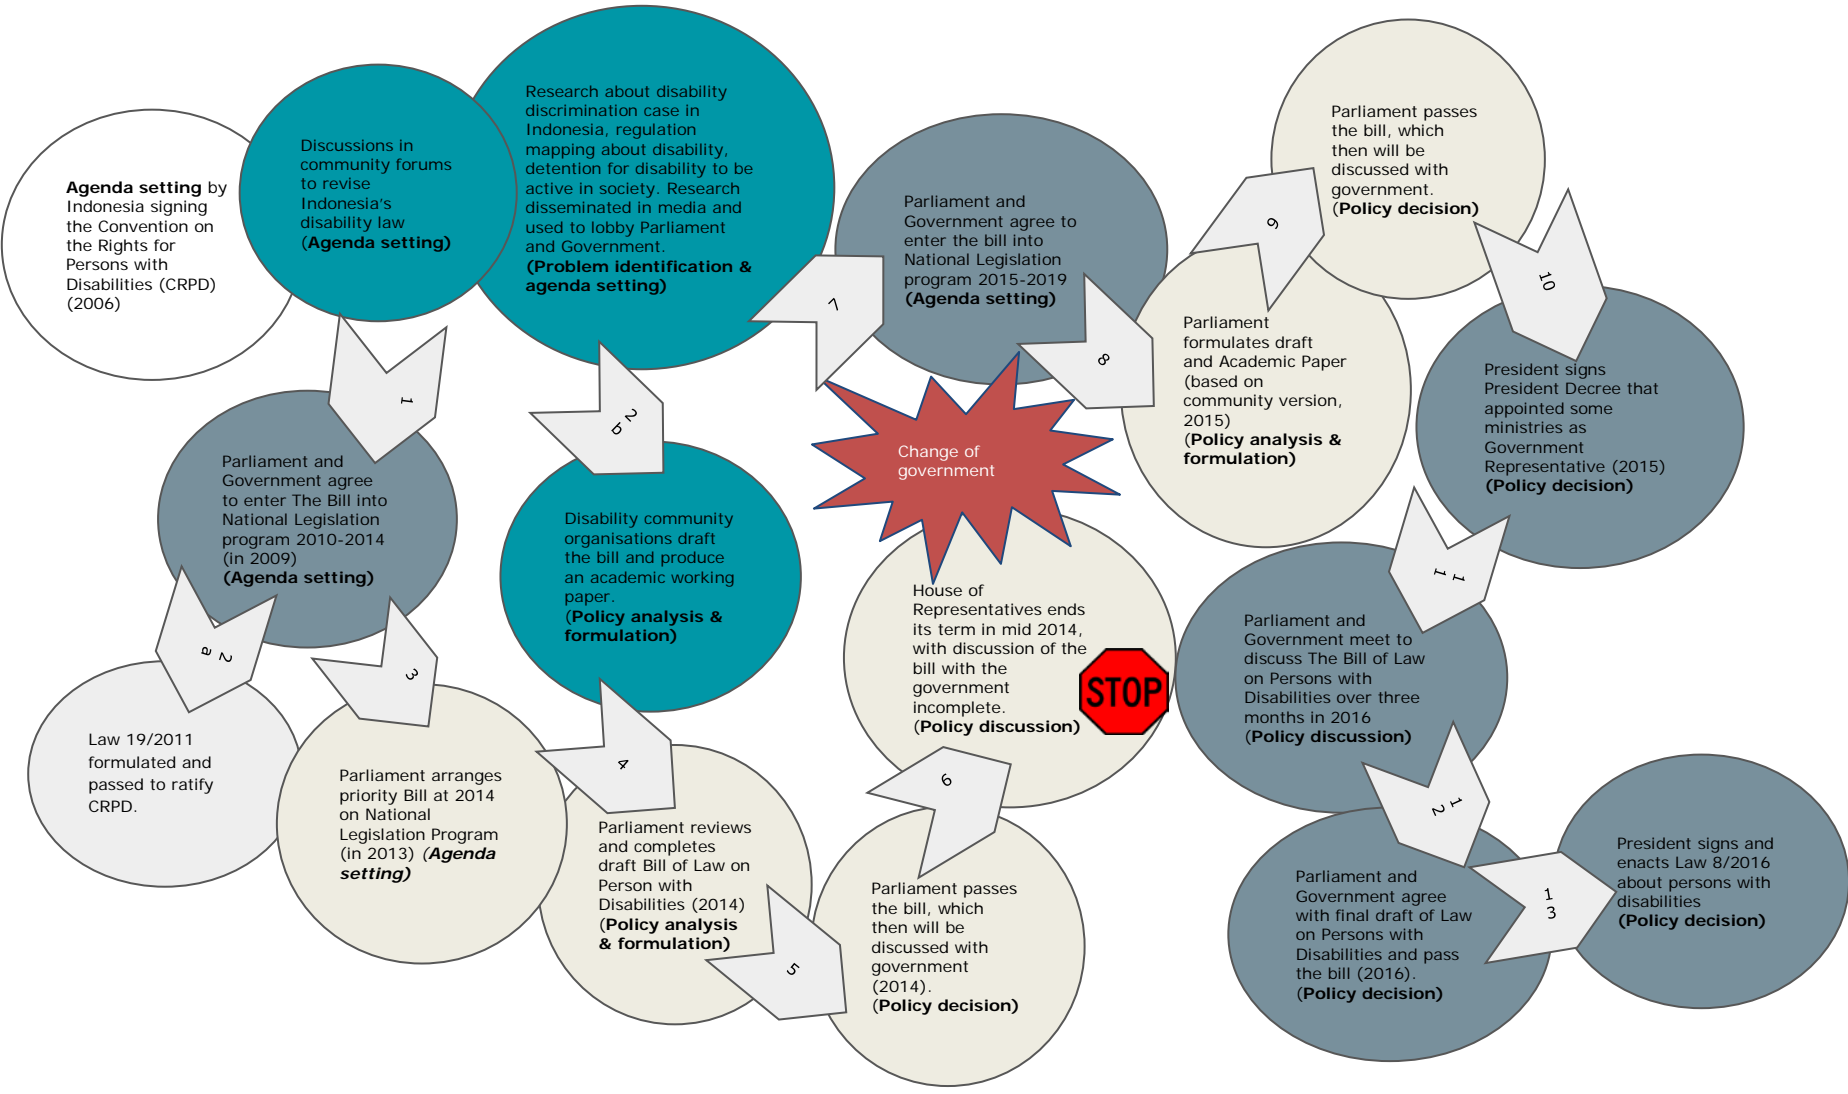 Agenda setting by
Indonesia signing
the Convention on
the Rights for
Persons with
Disabilities (CRPD)
(2006)
Discussions in
community forums
to revise
Indonesia's
disability law
(Agenda setting)
Research about disability
discrimination case in
Indonesia, regulation
mapping about disability,
detention for disability to be
active in society. Research
disseminated in media and
used to lobby Parliament
and Government.
(Problem identification &
agenda setting)
1
Parliament and
Government agree
to enter The Bill into
National Legislation
program 2010-2014
(in 2009)
(Agenda setting)
2
a
Law 19/2011
formulated and
passed to ratify
CRPD.
2
b
Disability community
organisations draft
the bill and produce
an academic working
paper.
(Policy analysis &
formulation)
3
Parliament arranges
priority Bill at 2014
on National
Legislation Program
(in 2013) (Agenda
setting)
4
Parliament reviews
and completes
draft Bill of Law on
Person with
Disabilities (2014)
(Policy analysis
& formulation)
5
Parliament passes
the bill, which
then will be
discussed with
government
(2014).
(Policy decision)
6
House of
Representatives ends
its term in mid 2014,
with discussion of the
bill with the
government
incomplete.
(Policy discussion)
STOP
Change of
government
7
Parliament and
Government agree to
enter the bill into
National Legislation
program 2015-2019
(Agenda setting)
8
Parliament
formulates draft
and Academic Paper
(based on
community version,
2015)
(Policy analysis &
formulation)
9
Parliament passes
the bill, which
then will be
discussed with
government.
(Policy decision)
10
President signs
President Decree that
appointed some
ministries as
Government
Representative (2015)
(Policy decision)
1
1
Parliament and
Government meet to
discuss The Bill of Law
on Persons with
Disabilities over three
months in 2016
(Policy discussion)
1
2
Parliament and
Government agree
with final draft of Law
on Persons with
Disabilities and pass
the bill (2016).
(Policy decision)
1
3
President signs and
enacts Law 8/2016
about persons with
disabilities
(Policy decision)